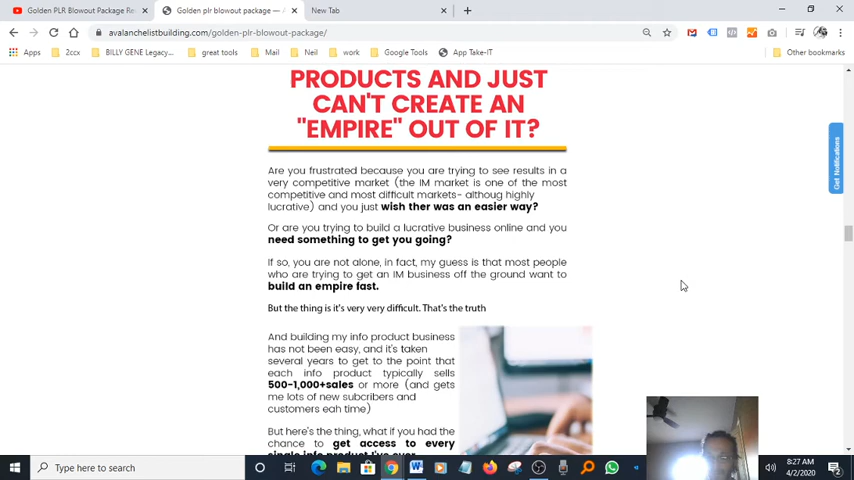 Golden PLR Blowout Package Re
Golden plr blowout package — A
New Tab
avalanchelistbuilding.com/golden-plr-blowout-package/
Apps
2ccx
BILLY GENE Legacy...
great tools
Mail
Neil
work
Google Tools
App Take-IT
Other bookmarks
PRODUCTS AND JUST
CAN'T CREATE AN
"EMPIRE" OUT OF IT?
Are you frustrated because you are trying to see results in a
very competitive market (the IM market is one of the most
competitive and most difficult markets- althoug highly
lucrative) and you just wish ther was an easier way?
Or are you trying to build a lucrative business online and you
need something to get you going?
If so, you are not alone, in fact, my guess is that most people
who are trying to get an IM business off the ground want to
build an empire fast.
But the thing is it's very very difficult. That's the truth
And building my info product business
has not been easy, and it's taken
several years to get to the point that
each info product typically sells
500-1,000+sales or more (and gets
me lots of new subcribers and
customers eah time)
But here's the thing, what if you had the
chance to get access to every
single info product I've ever
Get Notifications
Type here to search
8:27 AM
4/2/2020
2